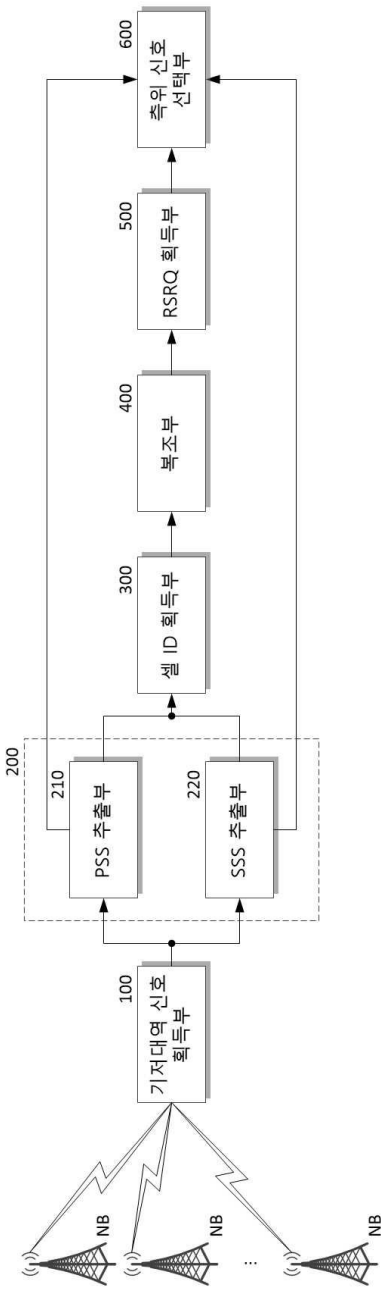 NB
NB
...
NB
100
기저대역 신호
획득부
200
210
PSS 추출부
220
SSS 추출부
300
셀 ID 획득부
400
복조부
500
RSRQ 획득부
600
측위 신호
선택부